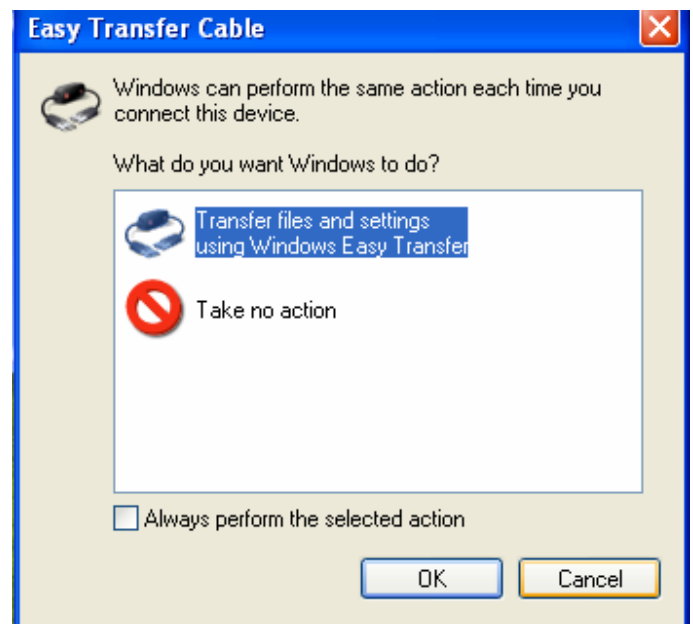 Easy Transfer Cable
Windows can perform the same action each time you
connect this device.
What do you want Windows to do?
Transfer files and settings
using Windows Easy Transfer
Take no action
Always perform the selected action
OK
Cancel